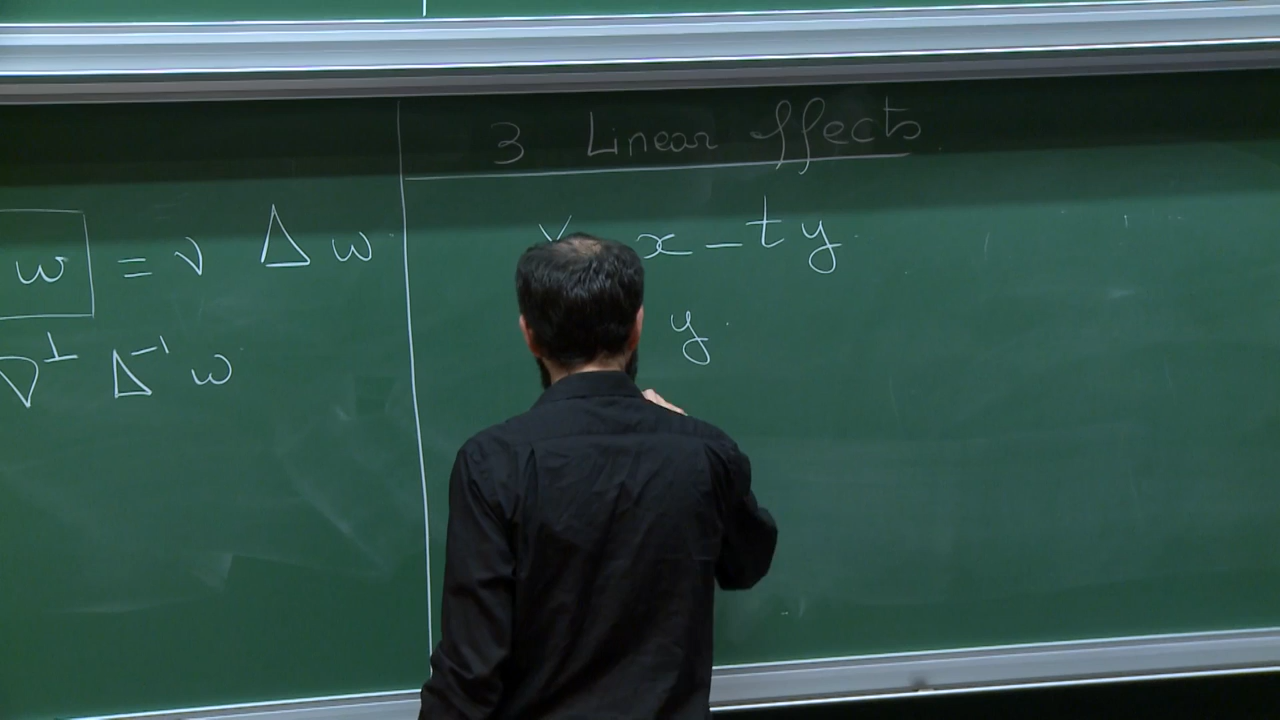 ω = ν Δ ω
∇^⊥ Δ^{-1} ω
3 Linear effects
x - t y
y